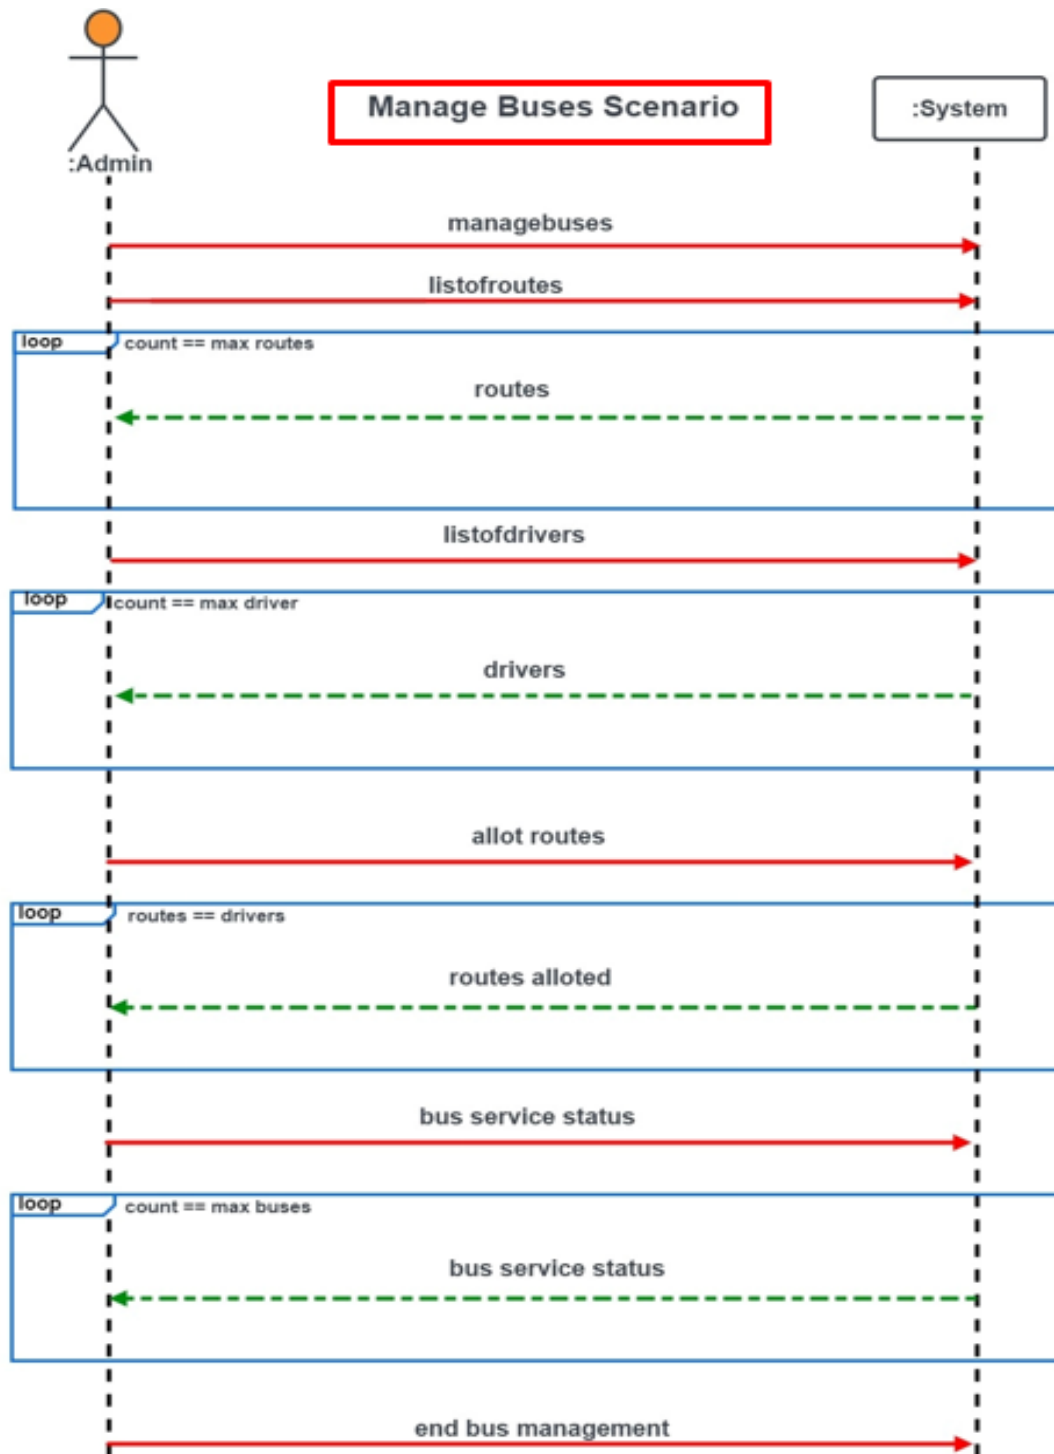 Manage Buses Scenario
:System
:Admin
managebuses
listofroutes
loop
count == max routes
routes
listofdrivers
loop
count == max driver
drivers
allot routes
loop
routes == drivers
routes alloted
bus service status
loop
count == max buses
bus service status
end bus management